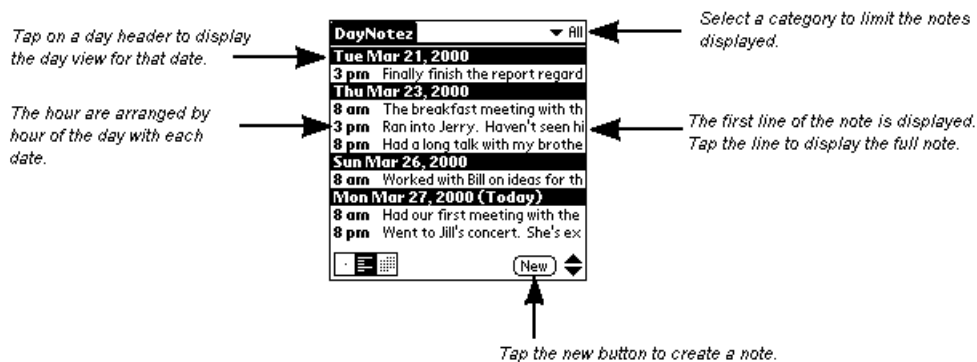 Select a category to limit the notes
displayed.
Tap on a day header to display
the day view for that date.
DayNotez
All
Tue Mar 21, 2000
3 pm Finally finish the report regard
Thu Mar 23, 2000
8 am The breakfast meeting with th
3 pm Ran into Jerry. Haven't seen hi
8 pm Had a long talk with my brothe
Sun Mar 26, 2000
8 am Worked with Bill on ideas for th
Mon Mar 27, 2000 (Today)
8 am Had our first meeting with the
8 pm Went to Jill's concert. She's ex
New
The hour are arranged by
hour of the day with each
date.
The first line of the note is displayed.
Tap the line to display the full note.
Tap the new button to create a note.